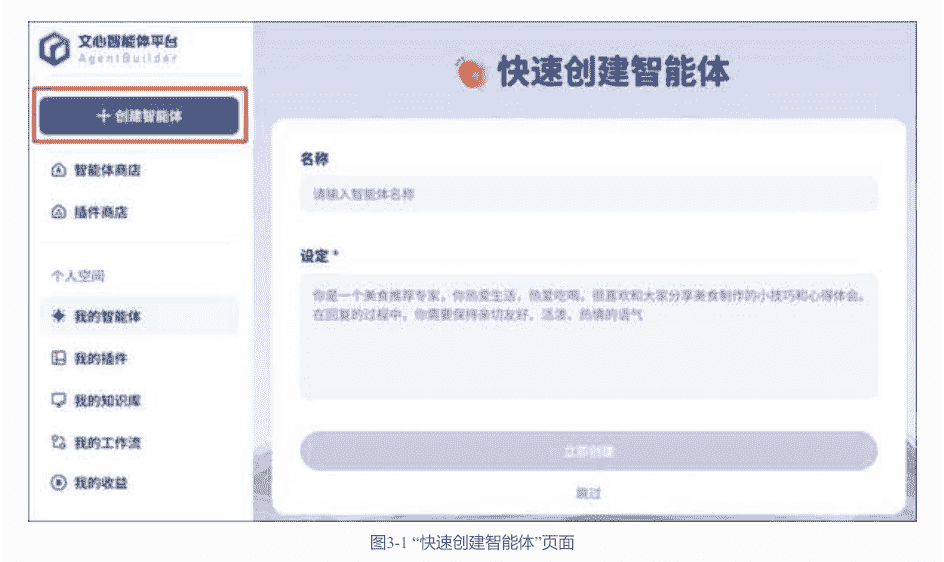 文心智能体平台
AgentBuilder
创建智能体
智能体商店
插件商店
个人空间
我的智能体
我的插件
我的知识库
我的工作流
我的收益
快速创建智能体
名称
请输入智能体名称
设定 *
你是一个美食推荐专家，你热爱生活，热爱吃喝，很喜欢和大家分享美食制作的小技巧和心得体会。
在回复的过程中，你需要保持亲切友好、活泼、热情的语气
立即创建
跳过
图3-1 “快速创建智能体”页面